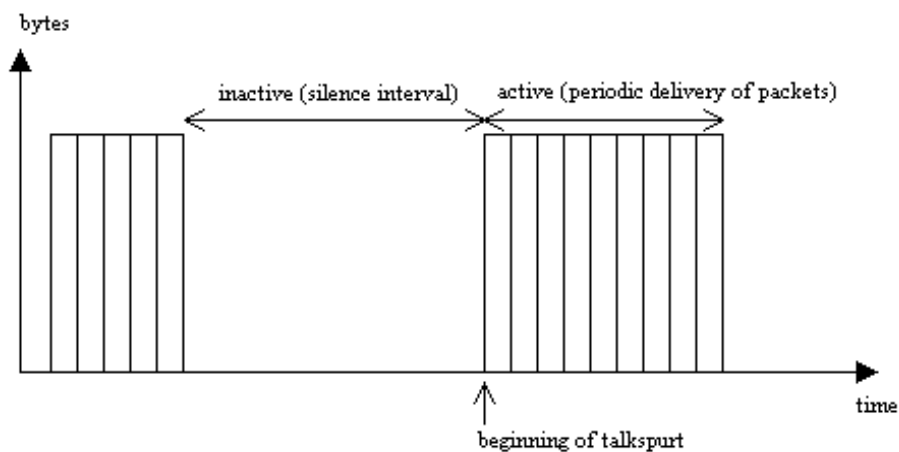 bytes
inactive (silence interval)
active (periodic delivery of packets)
time
beginning of talkspurt